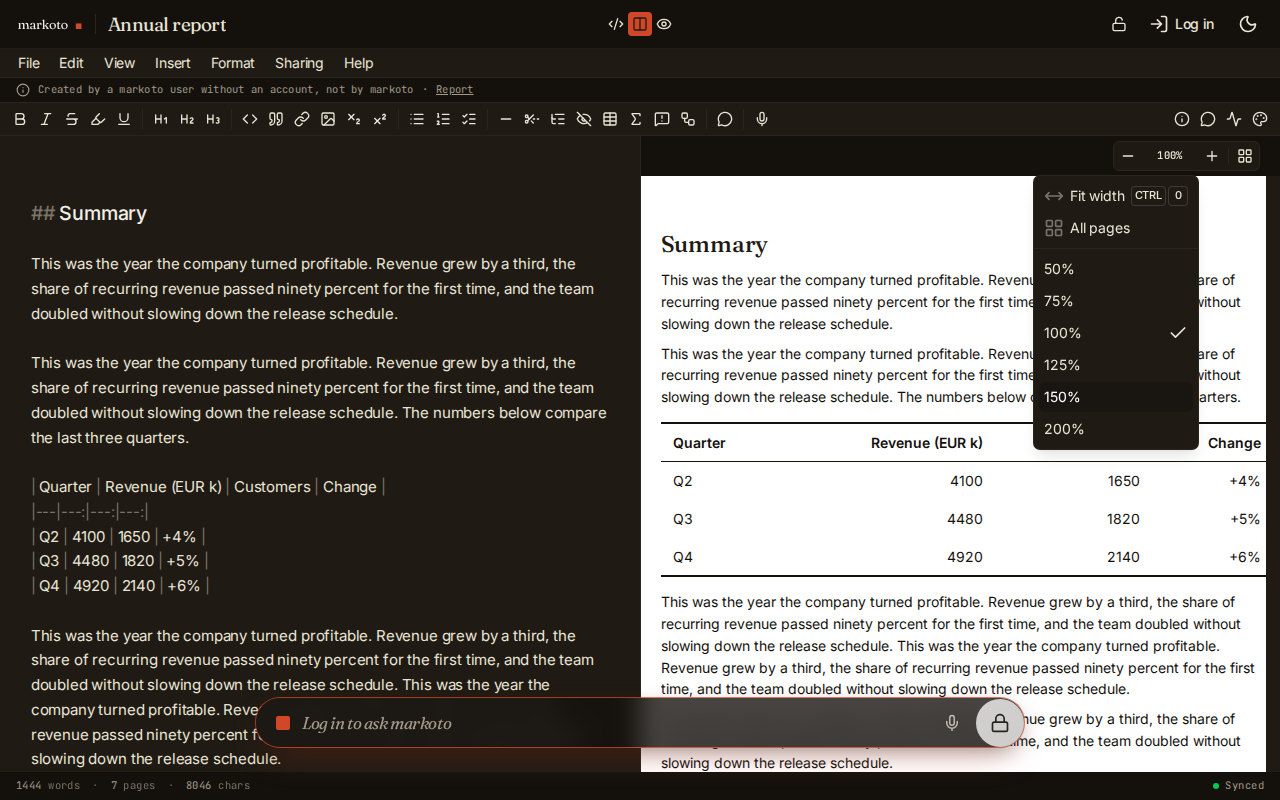 markoto
Annual report
Log in
File Edit View Insert Format Sharing Help
Created by a markoto user without an account, not by markoto · Report
H1 H2 H3
100%
## Summary
This was the year the company turned profitable. Revenue grew by a third, the
share of recurring revenue passed ninety percent for the first time, and the team
doubled without slowing down the release schedule.
This was the year the company turned profitable. Revenue grew by a third, the
share of recurring revenue passed ninety percent for the first time, and the team
doubled without slowing down the release schedule. The numbers below compare
the last three quarters.
| Quarter | Revenue (EUR k) | Customers | Change |
|---|---:|---:|---:|
| Q2 | 4100 | 1650 | +4% |
| Q3 | 4480 | 1820 | +5% |
| Q4 | 4920 | 2140 | +6% |
This was the year the company turned profitable. Revenue grew by a third, the
share of recurring revenue passed ninety percent for the first time, and the team
doubled without slowing down the release schedule. This was the year the
company turned profitable. Reve
revenue passed ninety percent f
slowing down the release schedule.
Fit width CTRL 0
All pages
50%
75%
100%
125%
150%
200%
Summary
This was the year the company turned profitable. Revenu are of
recurring revenue passed ninety percent for the first time without
slowing down the release schedule.
This was the year the company turned profitable. Revenu are of
recurring revenue passed ninety percent for the first time without
slowing down the release schedule. The numbers below c arters.
Quarter Revenue (EUR k) Change
Q2 4100 1650 +4%
Q3 4480 1820 +5%
Q4 4920 2140 +6%
This was the year the company turned profitable. Revenue grew by a third, the share of
recurring revenue passed ninety percent for the first time, and the team doubled without
slowing down the release schedule. This was the year the company turned profitable.
Revenue grew by a third, the share of recurring revenue passed ninety percent for the first
time, and the team doubled without slowing down the release schedule.
nue grew by a third, the share of
ime, and the team doubled without
slowing down the release schedule.
Log in to ask markoto
1444 words · 7 pages · 8046 chars
Synced